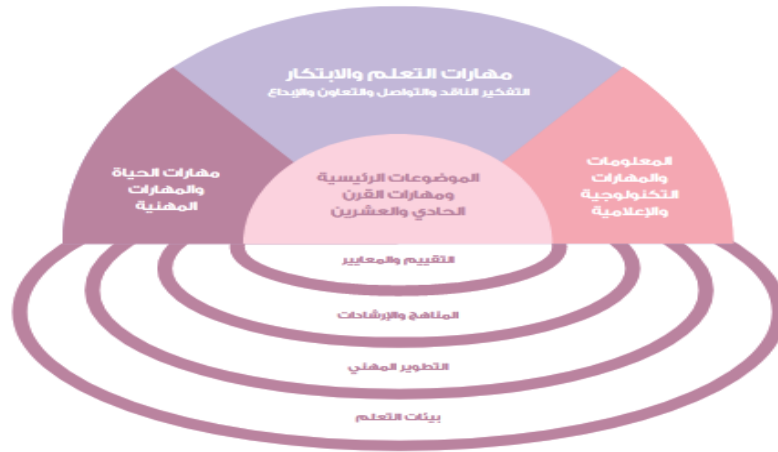 مهارات التعلم والابتكار
التفكير الناقد والتواصل والتعاون والإبداع
المعلومات
والمهارات
التكنولوجية
والإعلامية
الموضوعات الرئيسية
ومهارات القرن
الحادي والعشرين
مهارات الحياة
والمهارات
المهنية
التقييم والمعايير
المناهج والإرشادات
التطوير المهني
بيئات التعلم